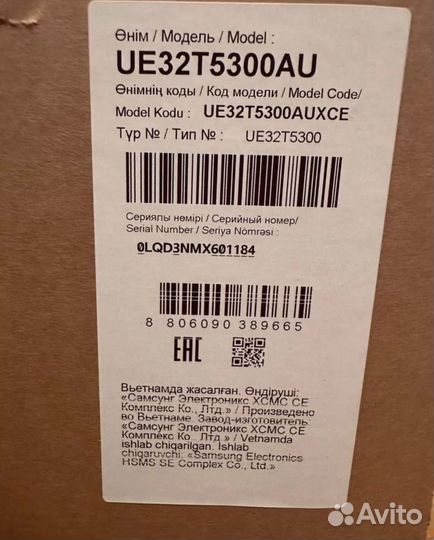 Өнім / Модель / Model :
UE32T5300AU
Өнімнің коды / Код модели / Model Code/
Model Kodu : UE32T5300AUXCE
Түр № / Тип № : UE32T5300
Сериялы нөмірі / Серийный номер/
Serial Number / Seriya Nömrəsi :
0LQD3NMX601184
8 806090 389665
EAC
Вьетнамда жасалған. Өндіруші:
«Самсунг Электроникс ХСМС СЕ
Комплекс Ко., Лтд.» / Произведено
во Вьетнаме. Завод-изготовитель:
«Самсунг Электроникс ХСМС СЕ
Комплекс Ко., Лтд.» / Vetnamda
ishlab chiqarilgan. Ishlab
chiqaruvchi: «Samsung Electronics
HSMS SE Complex Co., Ltd.»
Avito